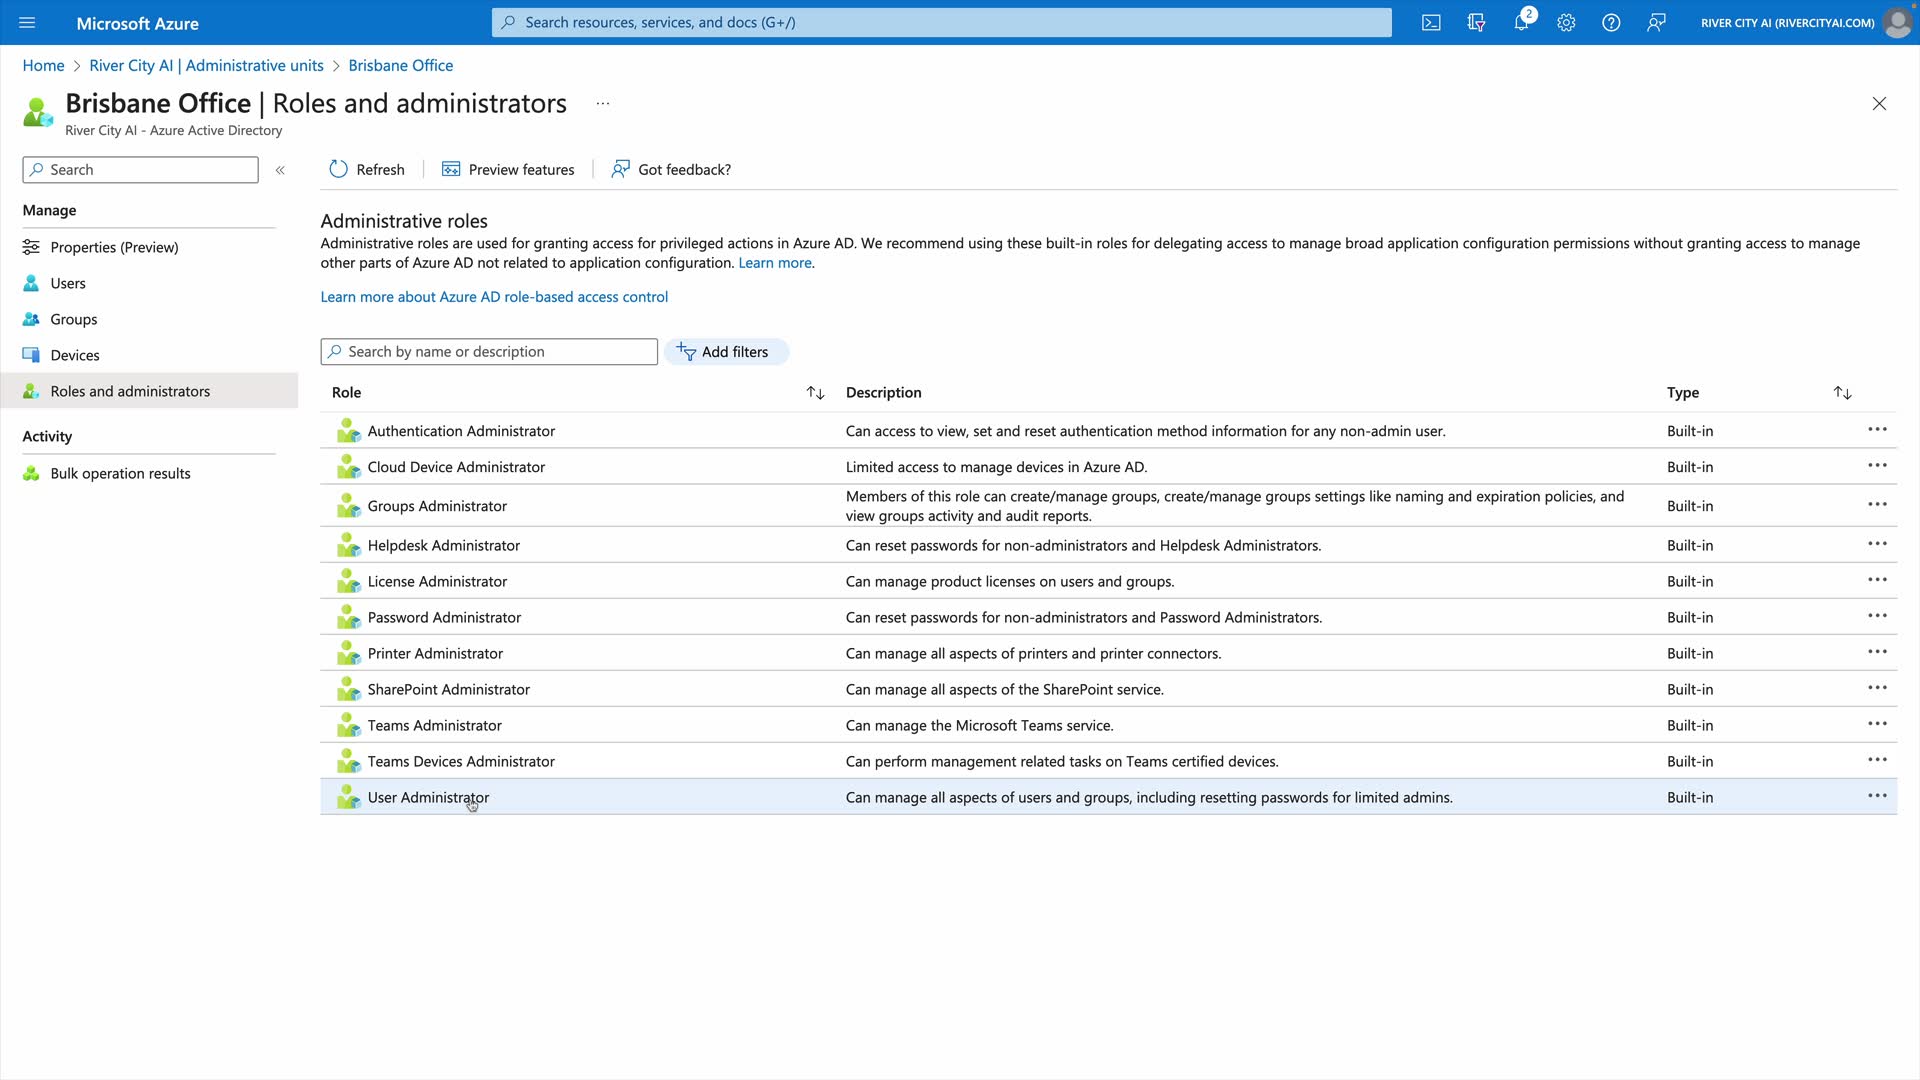 Microsoft Azure
Search resources, services, and docs (G+/)
2
RIVER CITY AI (RIVERCITYAI.COM)
Home > River City AI | Administrative units > Brisbane Office
Brisbane Office | Roles and administrators ...
River City AI - Azure Active Directory
Search
«
Refresh
Preview features
Got feedback?
Manage
Properties (Preview)
Users
Groups
Devices
Roles and administrators
Activity
Bulk operation results
Administrative roles
Administrative roles are used for granting access for privileged actions in Azure AD. We recommend using these built-in roles for delegating access to manage broad application configuration permissions without granting access to manage
other parts of Azure AD not related to application configuration. Learn more.
Learn more about Azure AD role-based access control
Search by name or description
Add filters
Role Description Type
Authentication Administrator Can access to view, set and reset authentication method information for any non-admin user. Built-in ...
Cloud Device Administrator Limited access to manage devices in Azure AD. Built-in ...
Groups Administrator Members of this role can create/manage groups, create/manage groups settings like naming and expiration policies, and Built-in ...
view groups activity and audit reports.
Helpdesk Administrator Can reset passwords for non-administrators and Helpdesk Administrators. Built-in ...
License Administrator Can manage product licenses on users and groups. Built-in ...
Password Administrator Can reset passwords for non-administrators and Password Administrators. Built-in ...
Printer Administrator Can manage all aspects of printers and printer connectors. Built-in ...
SharePoint Administrator Can manage all aspects of the SharePoint service. Built-in ...
Teams Administrator Can manage the Microsoft Teams service. Built-in ...
Teams Devices Administrator Can perform management related tasks on Teams certified devices. Built-in ...
User Administrator Can manage all aspects of users and groups, including resetting passwords for limited admins. Built-in ...